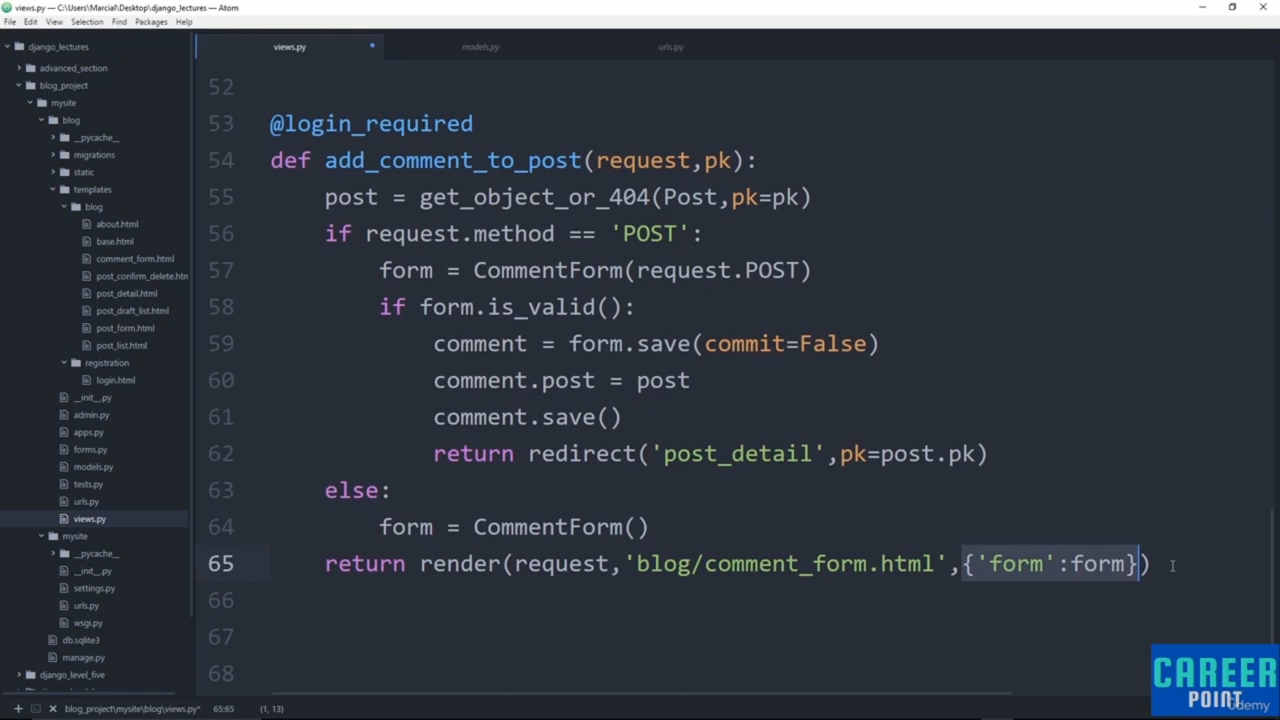 views.py — C:\Users\Marcial\Desktop\django_lectures — Atom
File Edit View Selection Find Packages Help
django_lectures
advanced_section
blog_project
mysite
blog
__pycache__
migrations
static
templates
blog
about.html
base.html
comment_form.html
post_confirm_delete.htm
post_detail.html
post_draft_list.html
post_form.html
post_list.html
registration
login.html
__init__.py
admin.py
apps.py
forms.py
models.py
tests.py
urls.py
views.py
mysite
__pycache__
__init__.py
settings.py
urls.py
wsgi.py
db.sqlite3
manage.py
django_level_five
views.py models.py urls.py
52
53 @login_required
54 def add_comment_to_post(request,pk):
55 post = get_object_or_404(Post,pk=pk)
56 if request.method == 'POST':
57 form = CommentForm(request.POST)
58 if form.is_valid():
59 comment = form.save(commit=False)
60 comment.post = post
61 comment.save()
62 return redirect('post_detail',pk=post.pk)
63 else:
64 form = CommentForm()
65 return render(request,'blog/comment_form.html',{'form':form})
66
67
68
blog_project\mysite\blog\views.py* 65:65 (1, 13)
CAREER
POINT
Udemy